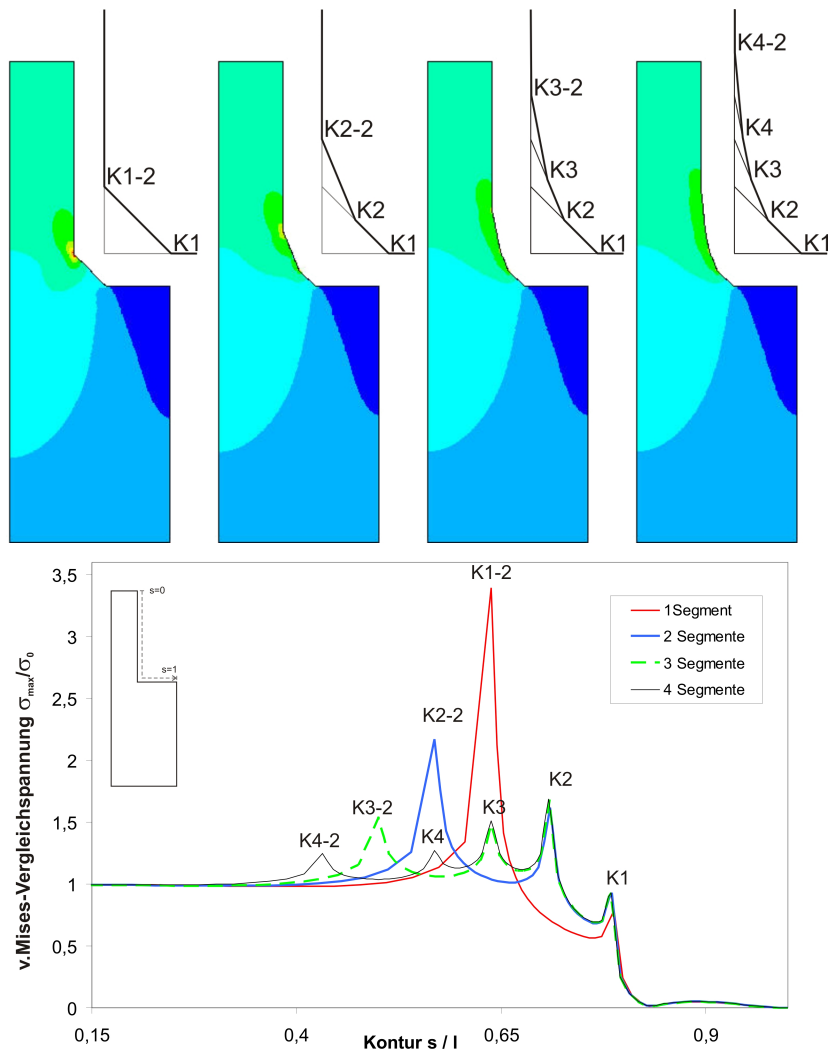 K1-2
K1
K2-2
K2
K1
K3-2
K3
K2
K1
K4-2
K4
K3
K2
K1
v.Mises-Vergleichspannung σmax/σ0
3,5
3
2,5
2
1,5
1
0,5
0
s=0
s=1
K1-2
K2-2
K3-2
K4-2
K4
K3
K2
K1
1Segment
2 Segmente
3 Segmente
4 Segmente
0,15
0,4
0,65
0,9
Kontur s / l